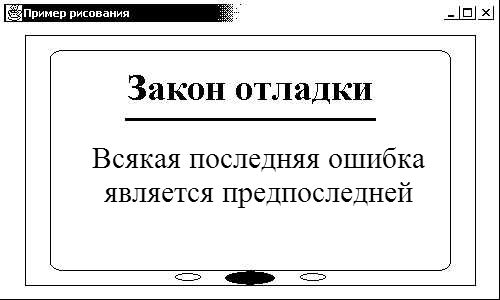 Пример рисования
Закон отладки
Всякая последняя ошибка
является предпоследней